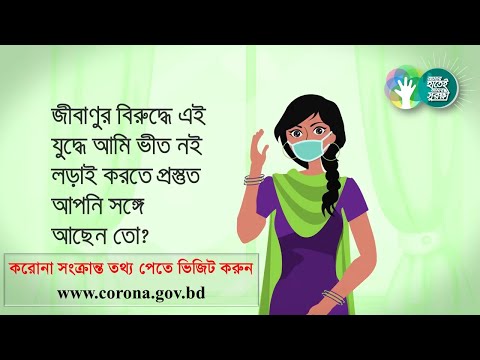 জীবাণুর বিরুদ্ধে এই
যুদ্ধে আমি ভীত নই
লড়াই করতে প্রস্তুত
আপনি সঙ্গে
আছেন তো?
করোনা সংক্রান্ত তথ্য পেতে ভিজিট করুন
www.corona.gov.bd